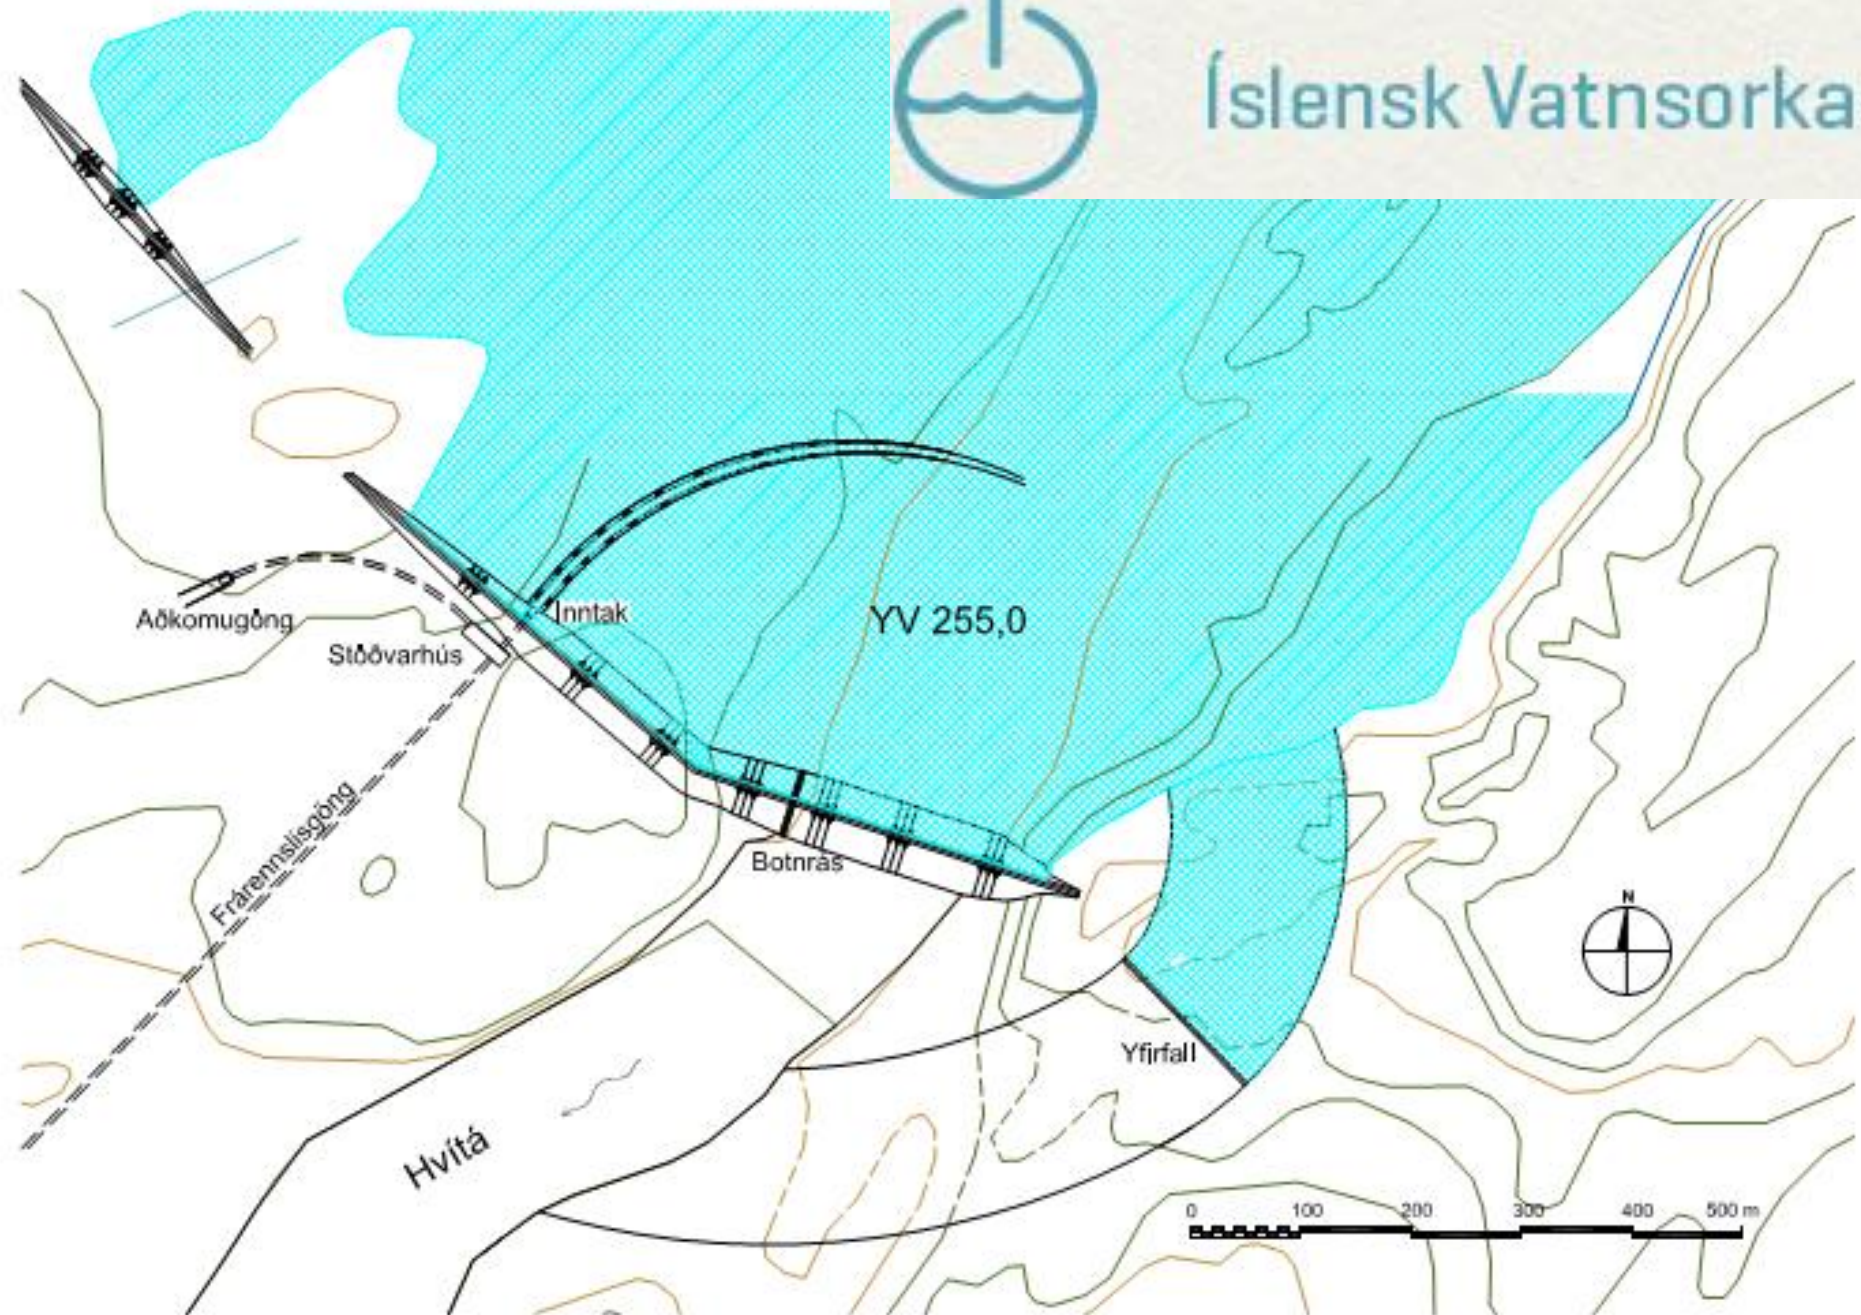 Íslensk Vatnsorka
Inntak
YV 255,0
Aðkomugöng
Stöðvarhús
Frárennslisgöng
Botnrás
N
Yfirfall
Hvítá
0 100 200 300 400 500 m